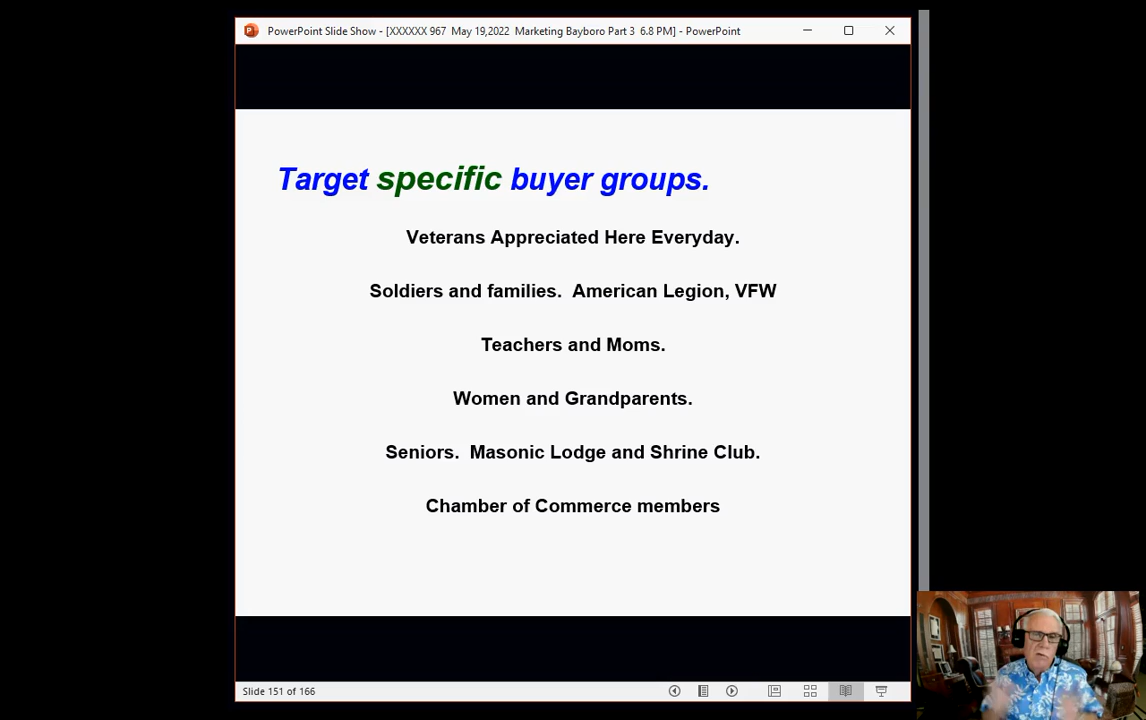 PowerPoint Slide Show - [XXXXXX 967 May 19,2022 Marketing Bayboro Part 3 6.8 PM] - PowerPoint
Target specific buyer groups.
Veterans Appreciated Here Everyday.
Soldiers and families. American Legion, VFW
Teachers and Moms.
Women and Grandparents.
Seniors. Masonic Lodge and Shrine Club.
Chamber of Commerce members
Slide 151 of 166